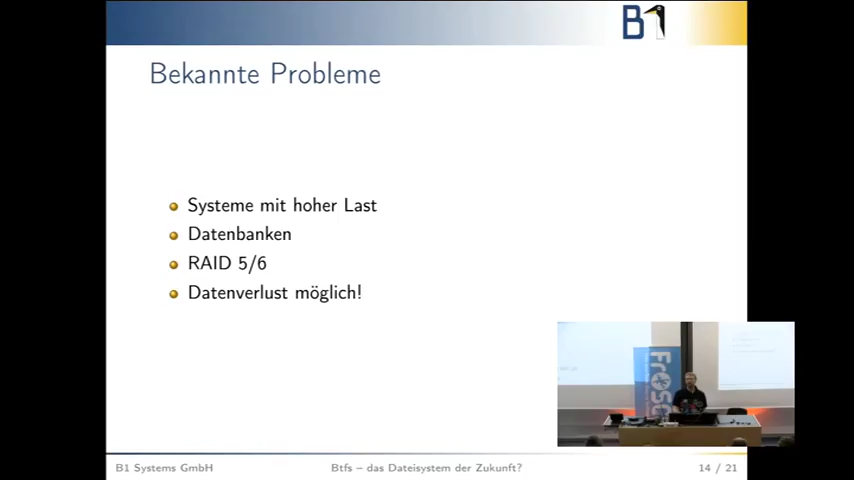 B1
Bekannte Probleme
Systeme mit hoher Last
Datenbanken
RAID 5/6
Datenverlust möglich!
FrOSC
B1 Systems GmbH
Btfs – das Dateisystem der Zukunft?
14 / 21